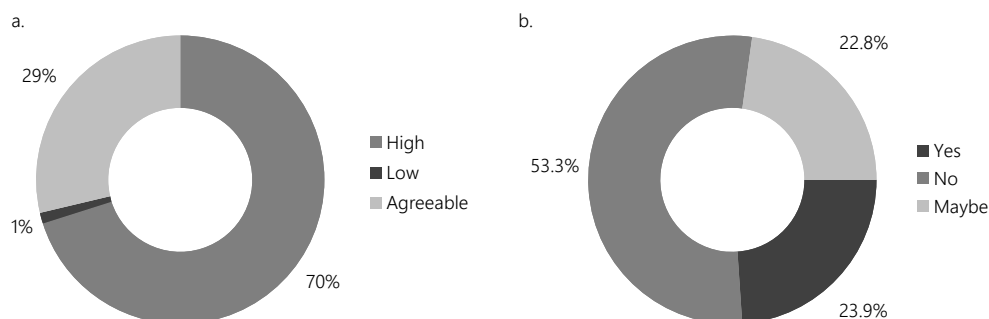 a.
29%
1%
70%
High
Low
Agreeable
b.
22.8%
53.3%
23.9%
Yes
No
Maybe